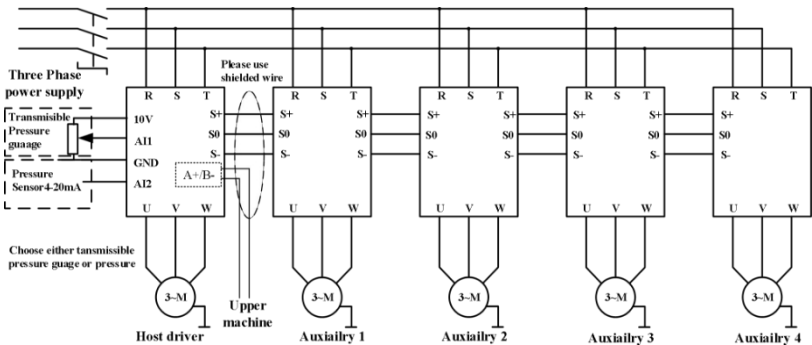 Three Phase
power supply
Please use
shielded wire
R S T
R S T
R S T
R S T
R S T
Transmisible
Pressure
guaage
10V
AI1
GND
AI2
Pressure
Sensor4-20mA
S+
S0
S-
A+/B-
S+
S0
S-
S+
S0
S-
S+
S0
S-
S+
S0
S-
S+
S0
S-
S+
S0
S-
S+
S0
S-
U V W
U V W
U V W
U V W
U V W
Choose either tansmissible
pressure guage or pressure
3~M
3~M
3~M
3~M
3~M
Upper
machine
Host driver
Auxiailry 1
Auxiailry 2
Auxiailry 3
Auxiailry 4